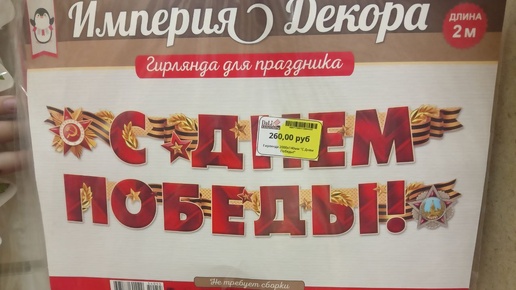 Империя Декора
ДЛИНА
2 м
Гирлянда для праздника
С ДНЕМ
260,00 руб
ПОБЕДЫ!
Не требует сборки